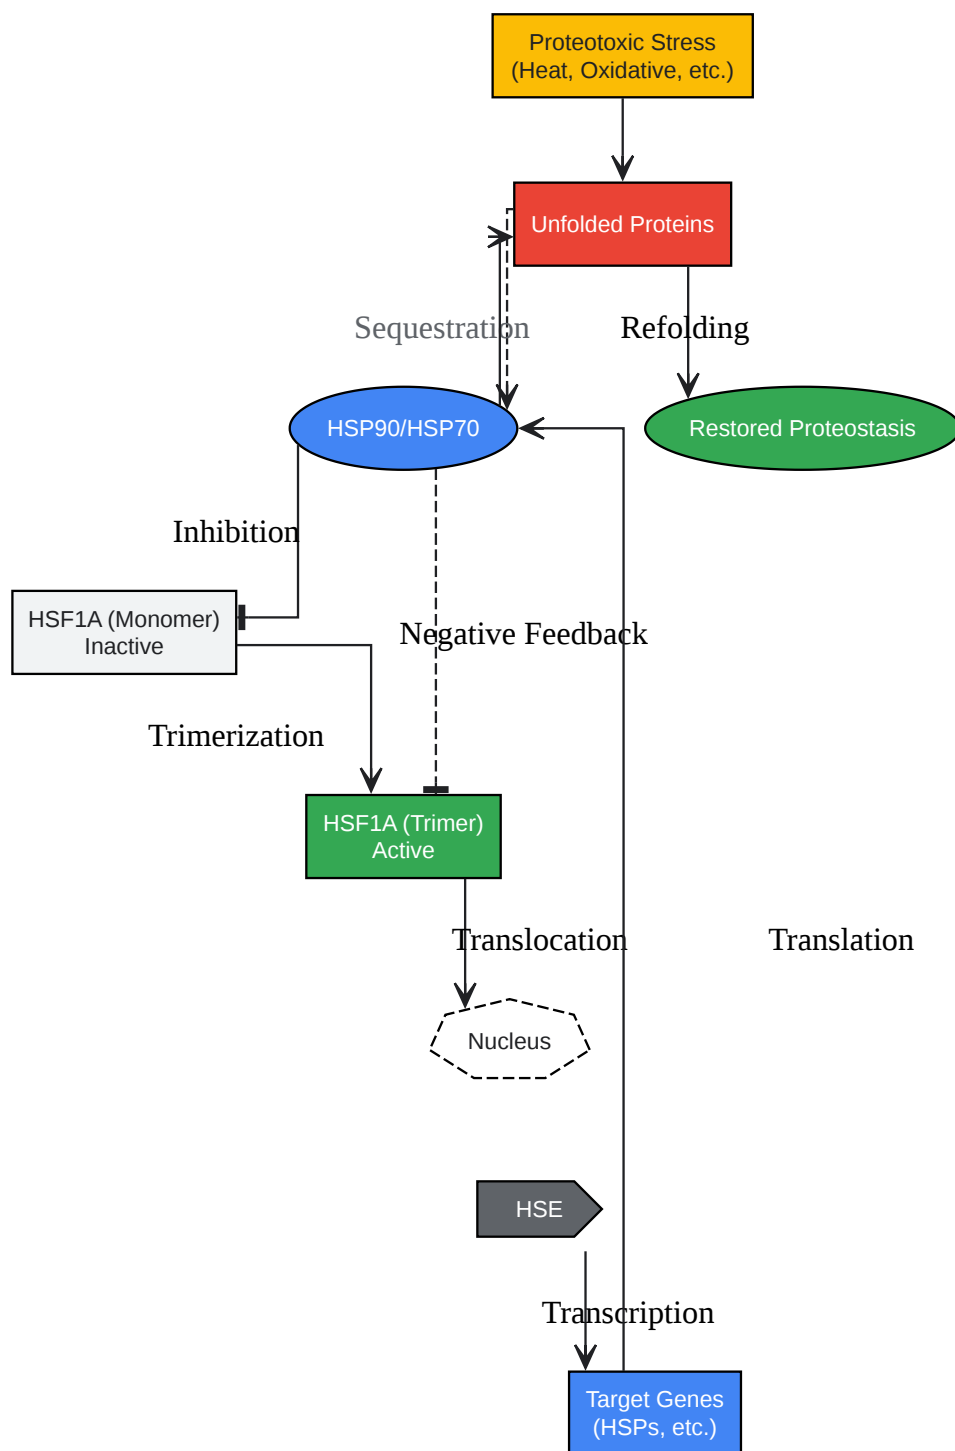 Proteotoxic Stress
(Heat, Oxidative, etc.)
Unfolded Proteins
Sequestration
Refolding
HSP90/HSP70
Restored Proteostasis
Inhibition
HSF1A (Monomer)
Inactive
Negative Feedback
Trimerization
HSF1A (Trimer)
Active
Translocation
Translation
Nucleus
HSE
Transcription
Target Genes
(HSPs, etc.)